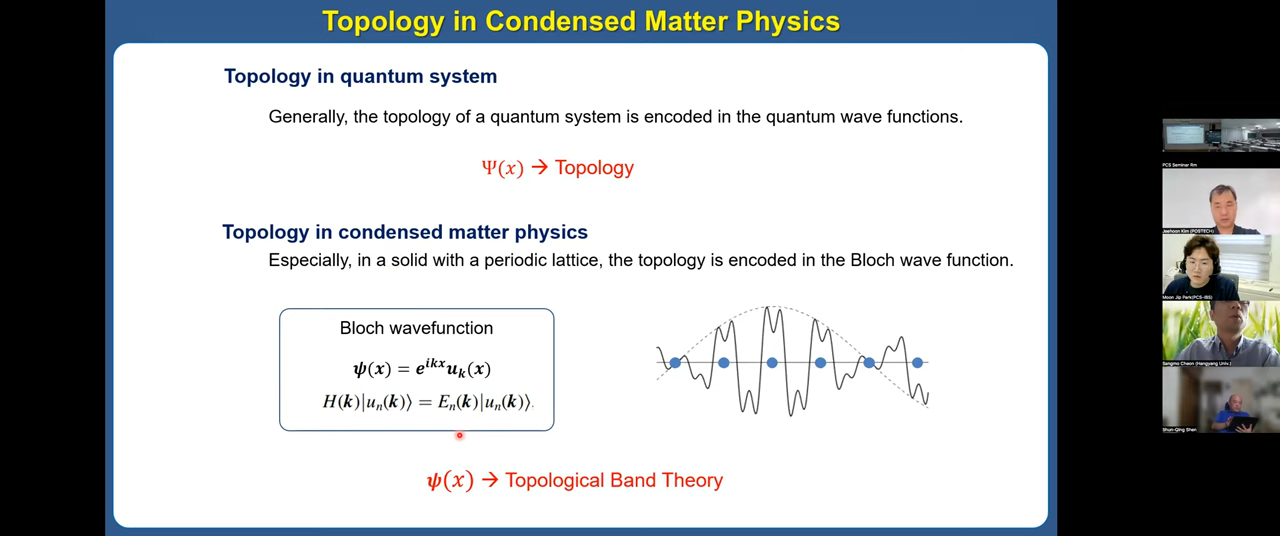 Topology in Condensed Matter Physics
Topology in quantum system
Generally, the topology of a quantum system is encoded in the quantum wave functions.
Ψ(x) → Topology
Topology in condensed matter physics
Especially, in a solid with a periodic lattice, the topology is encoded in the Bloch wave function.
Bloch wavefunction
ψ(x) = e^{ikx}u_k(x)
H(k)|u_n(k)⟩ = E_n(k)|u_n(k)⟩.
ψ(x) → Topological Band Theory
PCS Seminar Rm
Jaehoon Kim (POSTECH)
Moon Jip Park(PCS-IBS)
Sangmo Cheon (Hanyang Univ.)
Shun-Qing Shen